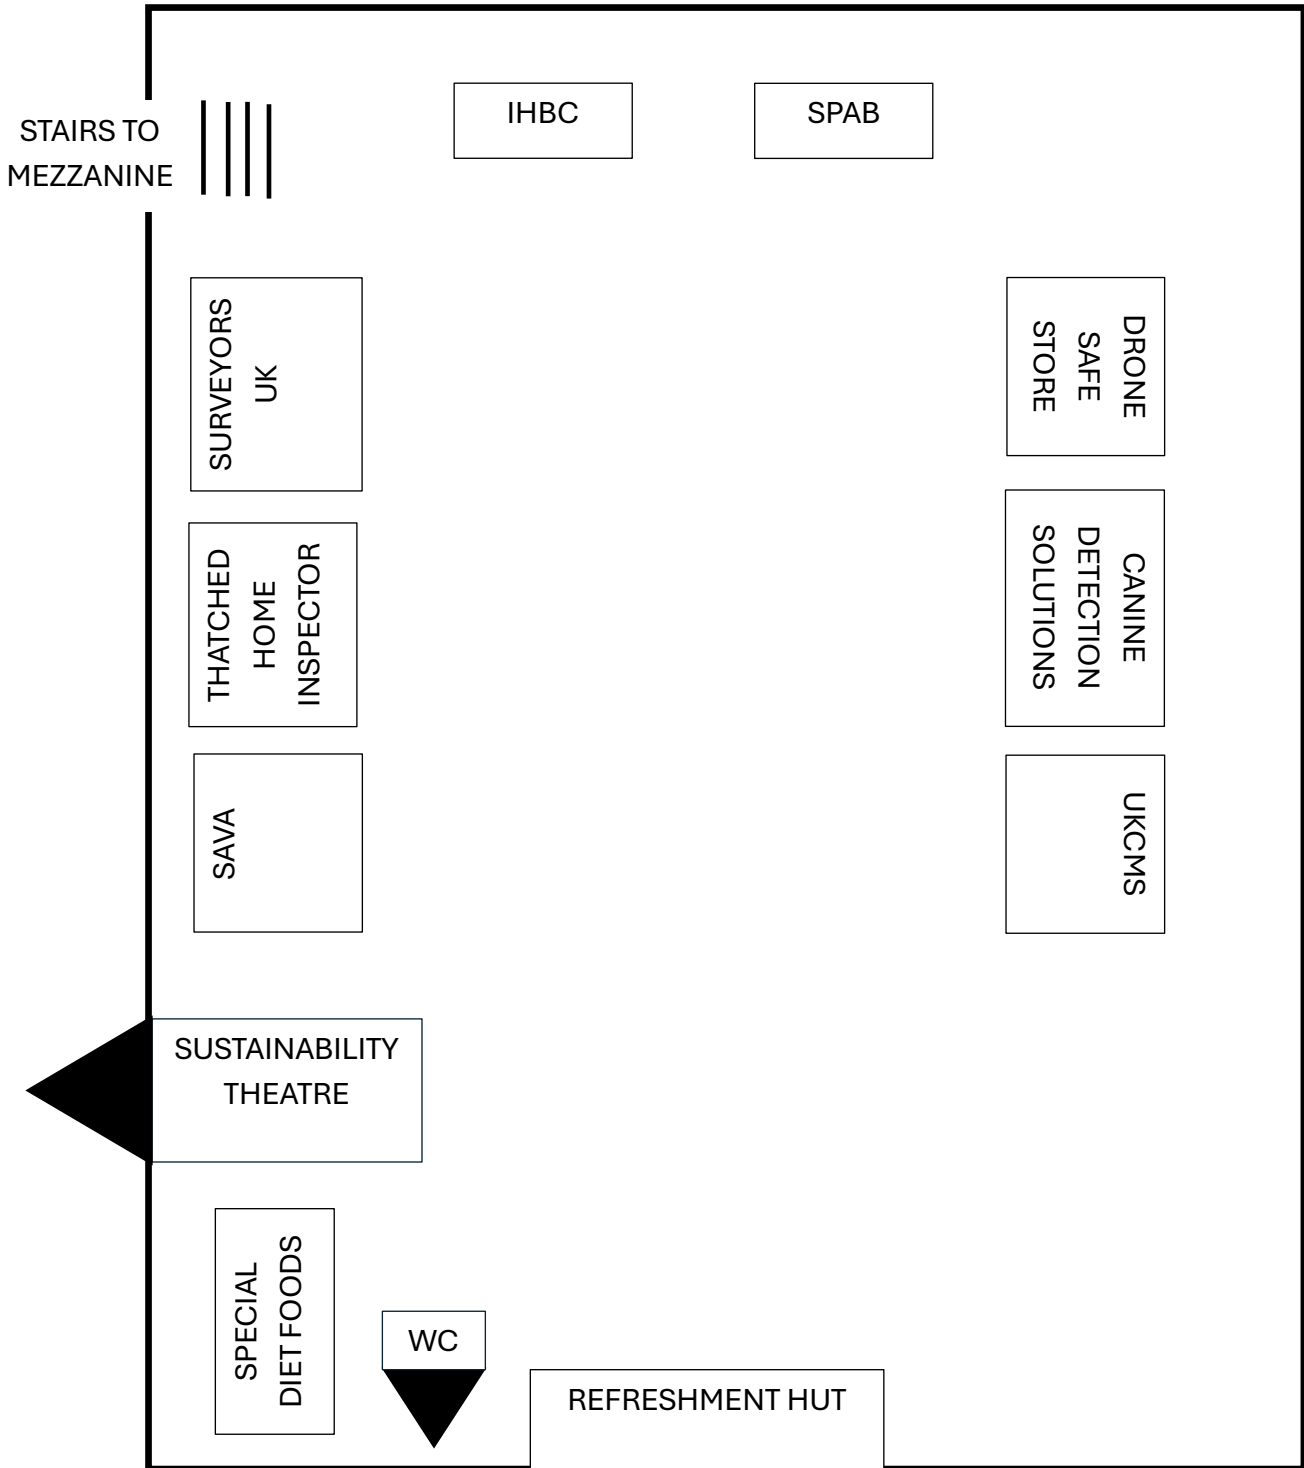 STAIRS TO
MEZZANINE
IHBC
SPAB
SURVEYORS
UK
DRONE
SAFE
STORE
THATCHED
HOME
INSPECTOR
CANINE
DETECTION
SOLUTIONS
SAVA
UKCMS
SUSTAINABILITY
THEATRE
SPECIAL
DIET FOODS
WC
REFRESHMENT HUT